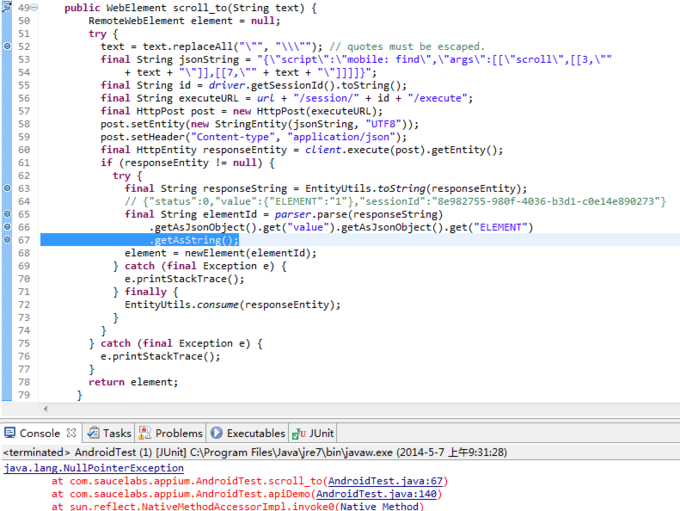 49 public WebElement scroll_to(String text) {
50 RemoteWebElement element = null;
51 try {
52 text = text.replaceAll("\"", "\\\""); // quotes must be escaped.
53 final String jsonString = "{\"script\":\"mobile: find\",\"args\":[[\"scroll\",[[3,\""
54 + text + "\"]],[[7,\"" + text + "\"]]]]}";
55 final String id = driver.getSessionId().toString();
56 final String executeURL = url + "/session/" + id + "/execute";
57 final HttpPost post = new HttpPost(executeURL);
58 post.setEntity(new StringEntity(jsonString, "UTF8"));
59 post.setHeader("Content-type", "application/json");
60 final HttpEntity responseEntity = client.execute(post).getEntity();
61 if (responseEntity != null) {
62 try {
63 final String responseString = EntityUtils.toString(responseEntity);
64 // {"status":0,"value":{"ELEMENT":"1"},"sessionId":"8e982755-980f-4036-b3d1-c0e14e890273"}
65 final String elementId = parser.parse(responseString)
66 .getAsJsonObject().get("value").getAsJsonObject().get("ELEMENT")
67 .getAsString();
68 element = newElement(elementId);
69 } catch (final Exception e) {
70 e.printStackTrace();
71 } finally {
72 EntityUtils.consume(responseEntity);
73 }
74 }
75 } catch (final Exception e) {
76 e.printStackTrace();
77 }
78 return element;
79 }
Console Tasks Problems Executables JUnit
<terminated> AndroidTest (1) [JUnit] C:\Program Files\Java\jre7\bin\javaw.exe (2014-5-7 上午9:31:28)
java.lang.NullPointerException
at com.saucelabs.appium.AndroidTest.scroll_to(AndroidTest.java:67)
at com.saucelabs.appium.AndroidTest.apiDemo(AndroidTest.java:140)
at sun.reflect.NativeMethodAccessorImpl.invoke0(Native Method)